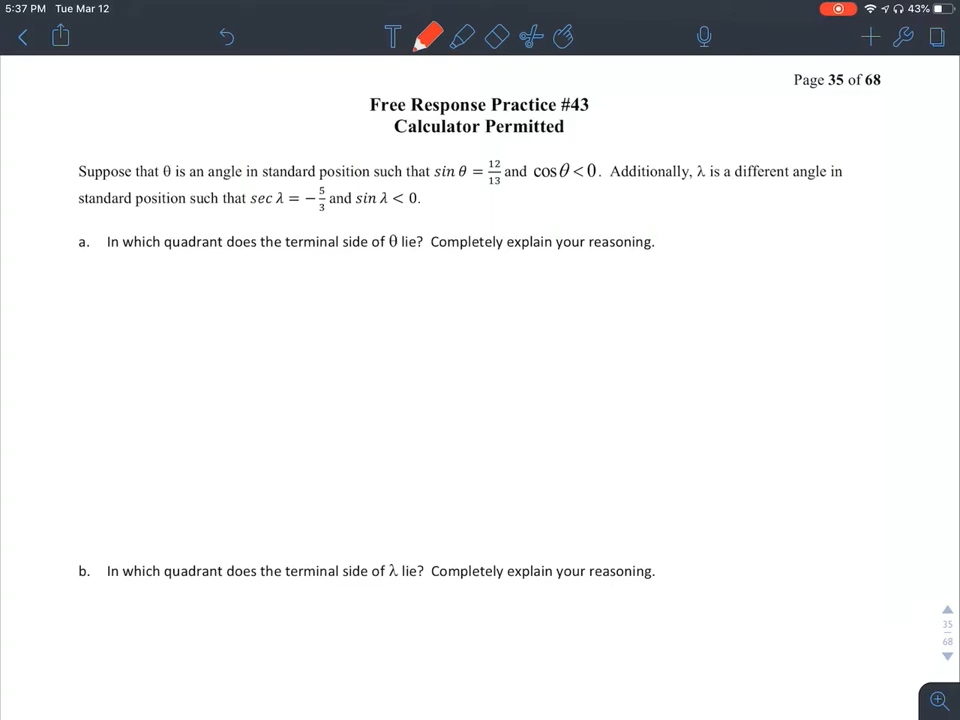 5:37 PM Tue Mar 12 43%
T
Page 35 of 68
Free Response Practice #43
Calculator Permitted
Suppose that θ is an angle in standard position such that sin θ = 12/13 and cos θ < 0. Additionally, λ is a different angle in
standard position such that sec λ = − 5/3 and sin λ < 0.
a. In which quadrant does the terminal side of θ lie? Completely explain your reasoning.
b. In which quadrant does the terminal side of λ lie? Completely explain your reasoning.
35
68